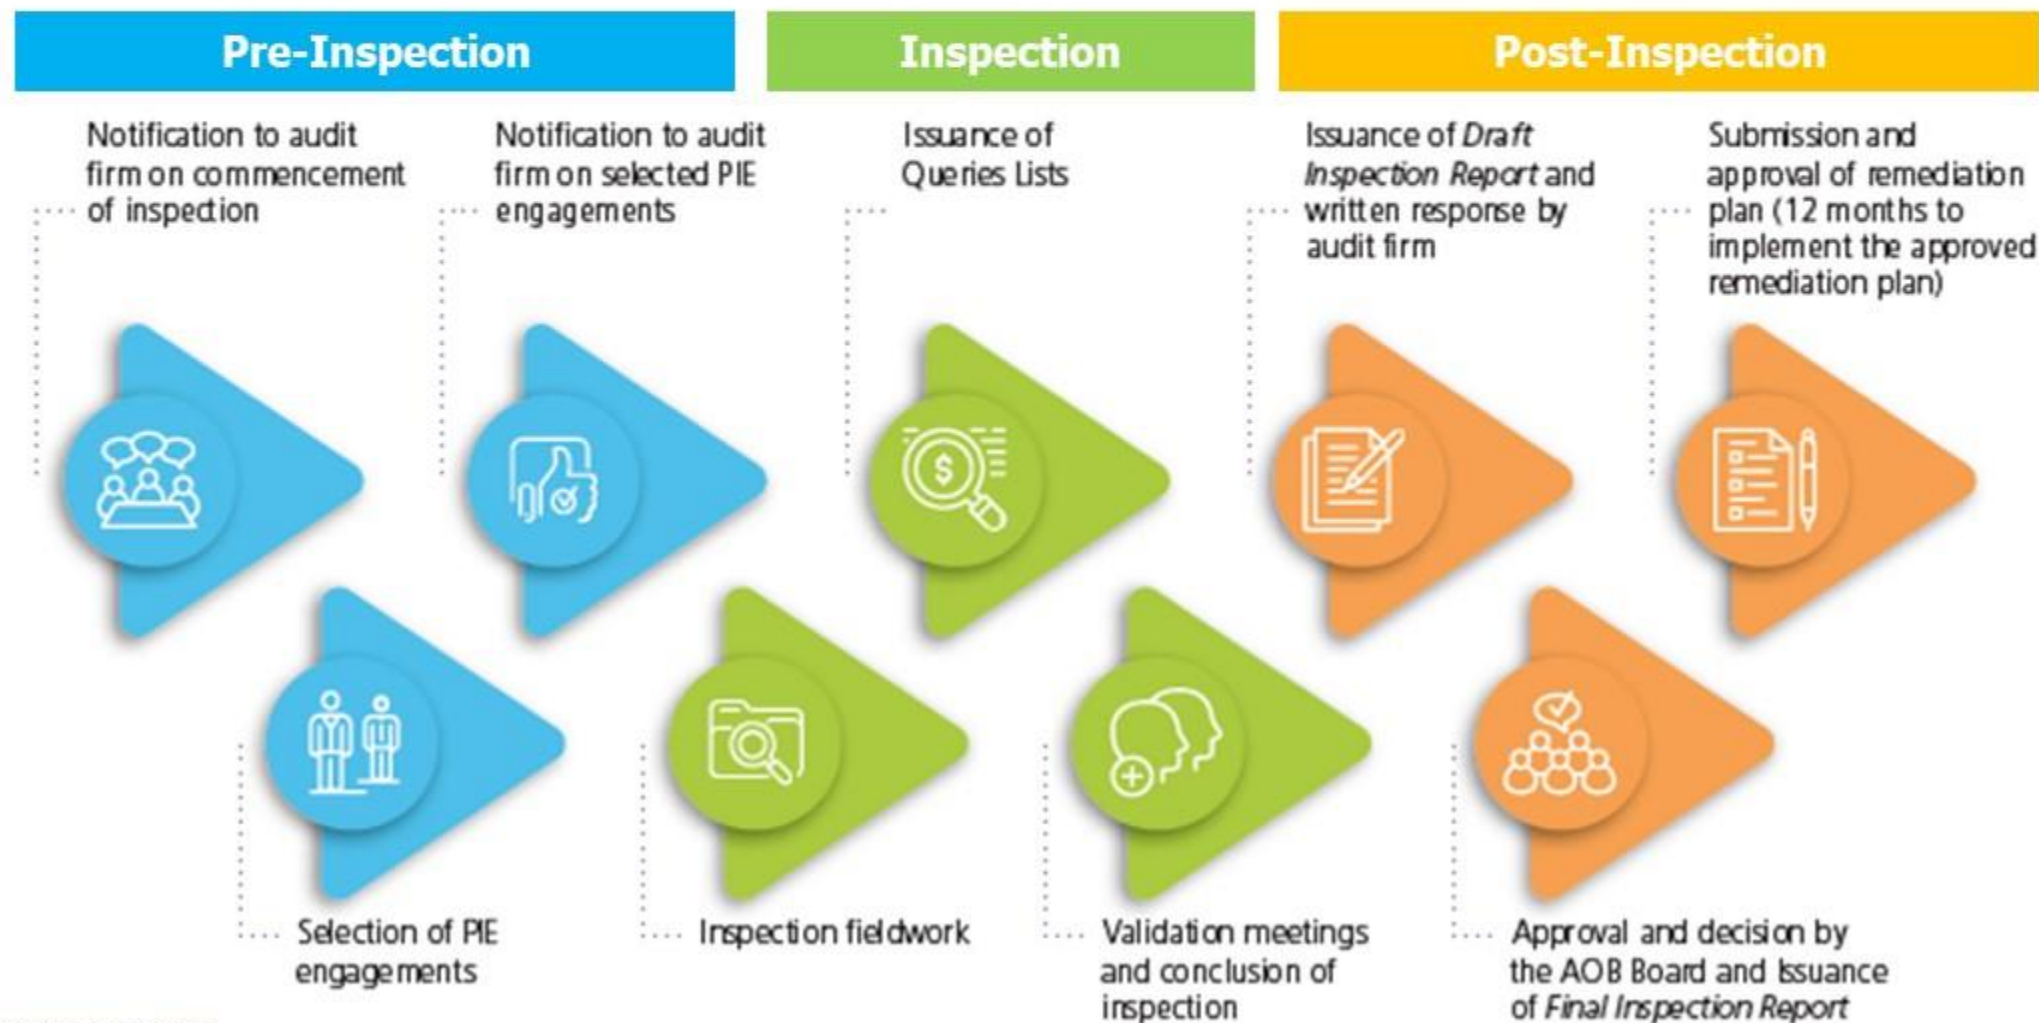 Pre-Inspection
Inspection
Post-Inspection
Notification to audit
firm on commencement
of inspection
Notification to audit
firm on selected PIE
engagements
Issuance of
Queries Lists
Issuance of Draft
Inspection Report and
written response by
audit firm
Submission and
approval of remediation
plan (12 months to
implement the approved
remediation plan)
$
Selection of PIE
engagements
Inspection fieldwork
Validation meetings
and conclusion of
inspection
Approval and decision by
the AOB Board and Issuance
of Final Inspection Report